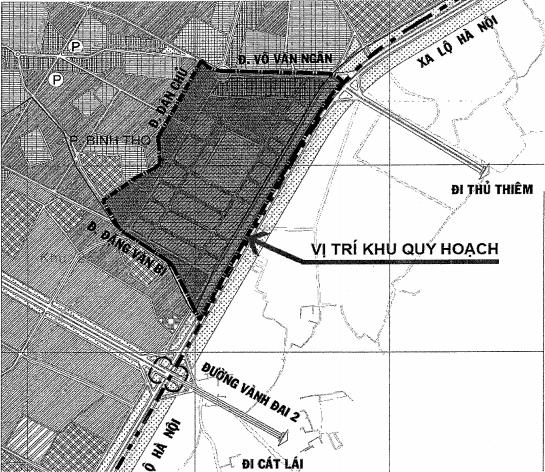 XA LỘ HÀ NỘI
Đ. VÕ VĂN NGÂN
P
P
Đ. DÂN CHỦ
P. BÌNH THỌ
ĐI THỦ THIÊM
VỊ TRÍ KHU QUY HOẠCH
Đ. ĐẶNG VĂN BI
KHU
ĐƯỜNG VÀNH ĐAI 2
Ộ HÀ NỘI
ĐI CÁT LÁI